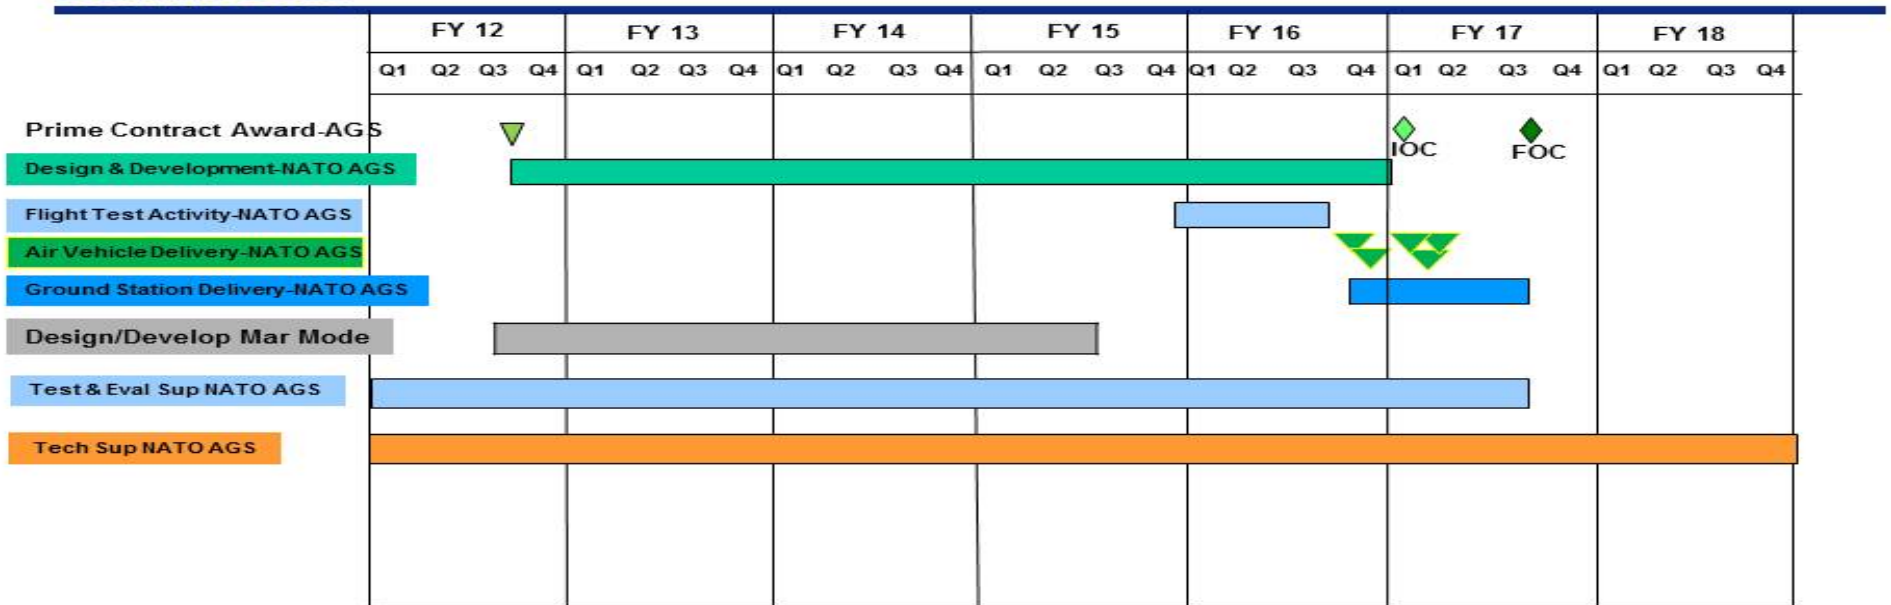 FY 12 FY 13 FY 14 FY 15 FY 16 FY 17 FY 18
Q1 Q2 Q3 Q4 Q1 Q2 Q3 Q4 Q1 Q2 Q3 Q4 Q1 Q2 Q3 Q4 Q1 Q2 Q3 Q4 Q1 Q2 Q3 Q4 Q1 Q2 Q3 Q4
Prime Contract Award-AGS
IOC FOC
Design & Development-NATO AGS
Flight Test Activity-NATO AGS
Air Vehicle Delivery-NATO AGS
Ground Station Delivery-NATO AGS
Design/Develop Mar Mode
Test & Eval Sup NATO AGS
Tech Sup NATO AGS